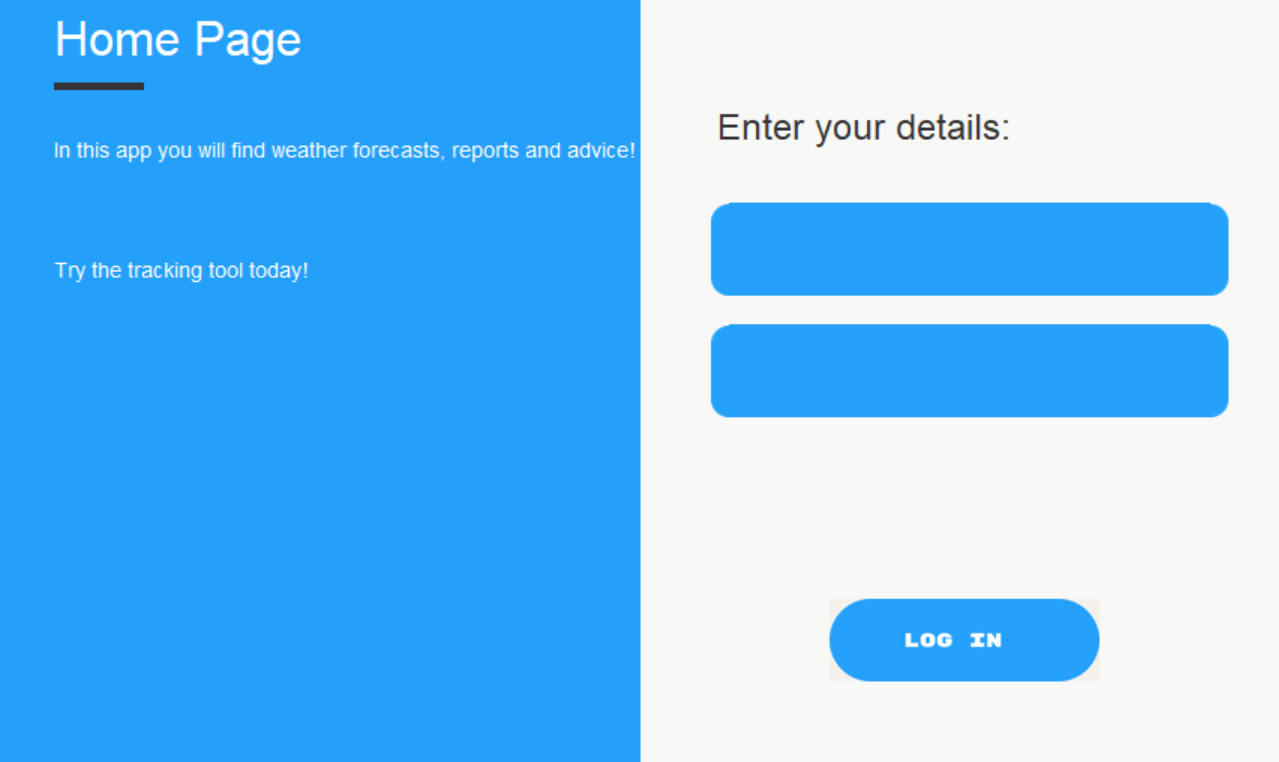 Home Page
In this app you will find weather forecasts, reports and advice!
Try the tracking tool today!
Enter your details:
LOG IN